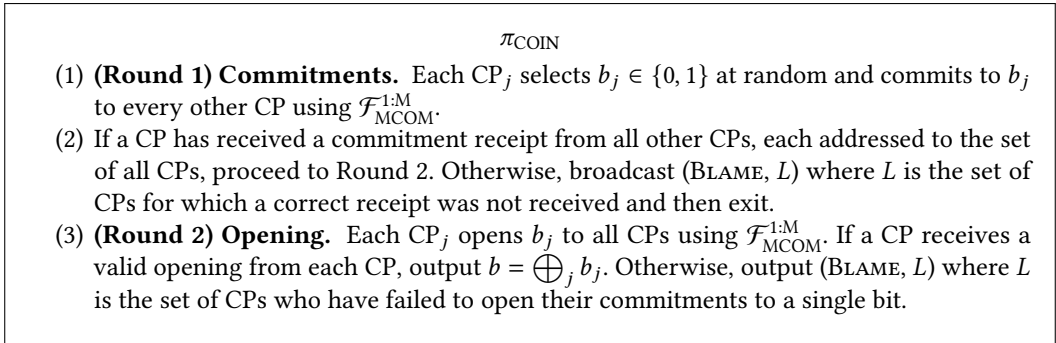 π_COIN
(1) (Round 1) Commitments. Each CP_j selects b_j ∈ {0, 1} at random and commits to b_j
to every other CP using ℱ^{1:M}_{MCOM}.
(2) If a CP has received a commitment receipt from all other CPs, each addressed to the set
of all CPs, proceed to Round 2. Otherwise, broadcast (Blame, L) where L is the set of
CPs for which a correct receipt was not received and then exit.
(3) (Round 2) Opening. Each CP_j opens b_j to all CPs using ℱ^{1:M}_{MCOM}. If a CP receives a
valid opening from each CP, output b = ⊕_j b_j. Otherwise, output (Blame, L) where L
is the set of CPs who have failed to open their commitments to a single bit.